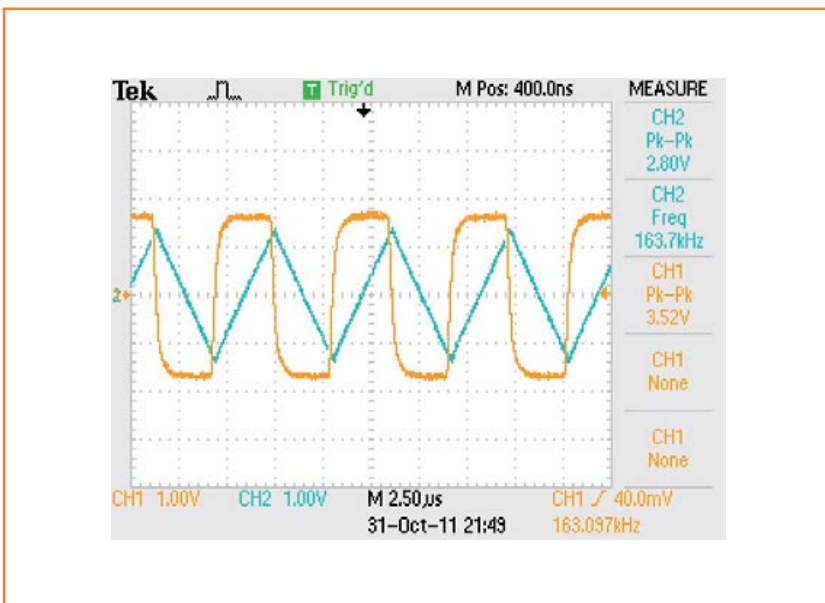 Tek T Trig'd M Pos: 400.0ns MEASURE
CH2
Pk-Pk
2.80V
CH2
Freq
163.7kHz
CH1
Pk-Pk
3.52V
CH1
None
CH1
None
2
CH1 1.00V CH2 1.00V M 2.50µs CH1 40.0mV
31-Oct-11 21:49 163.097kHz